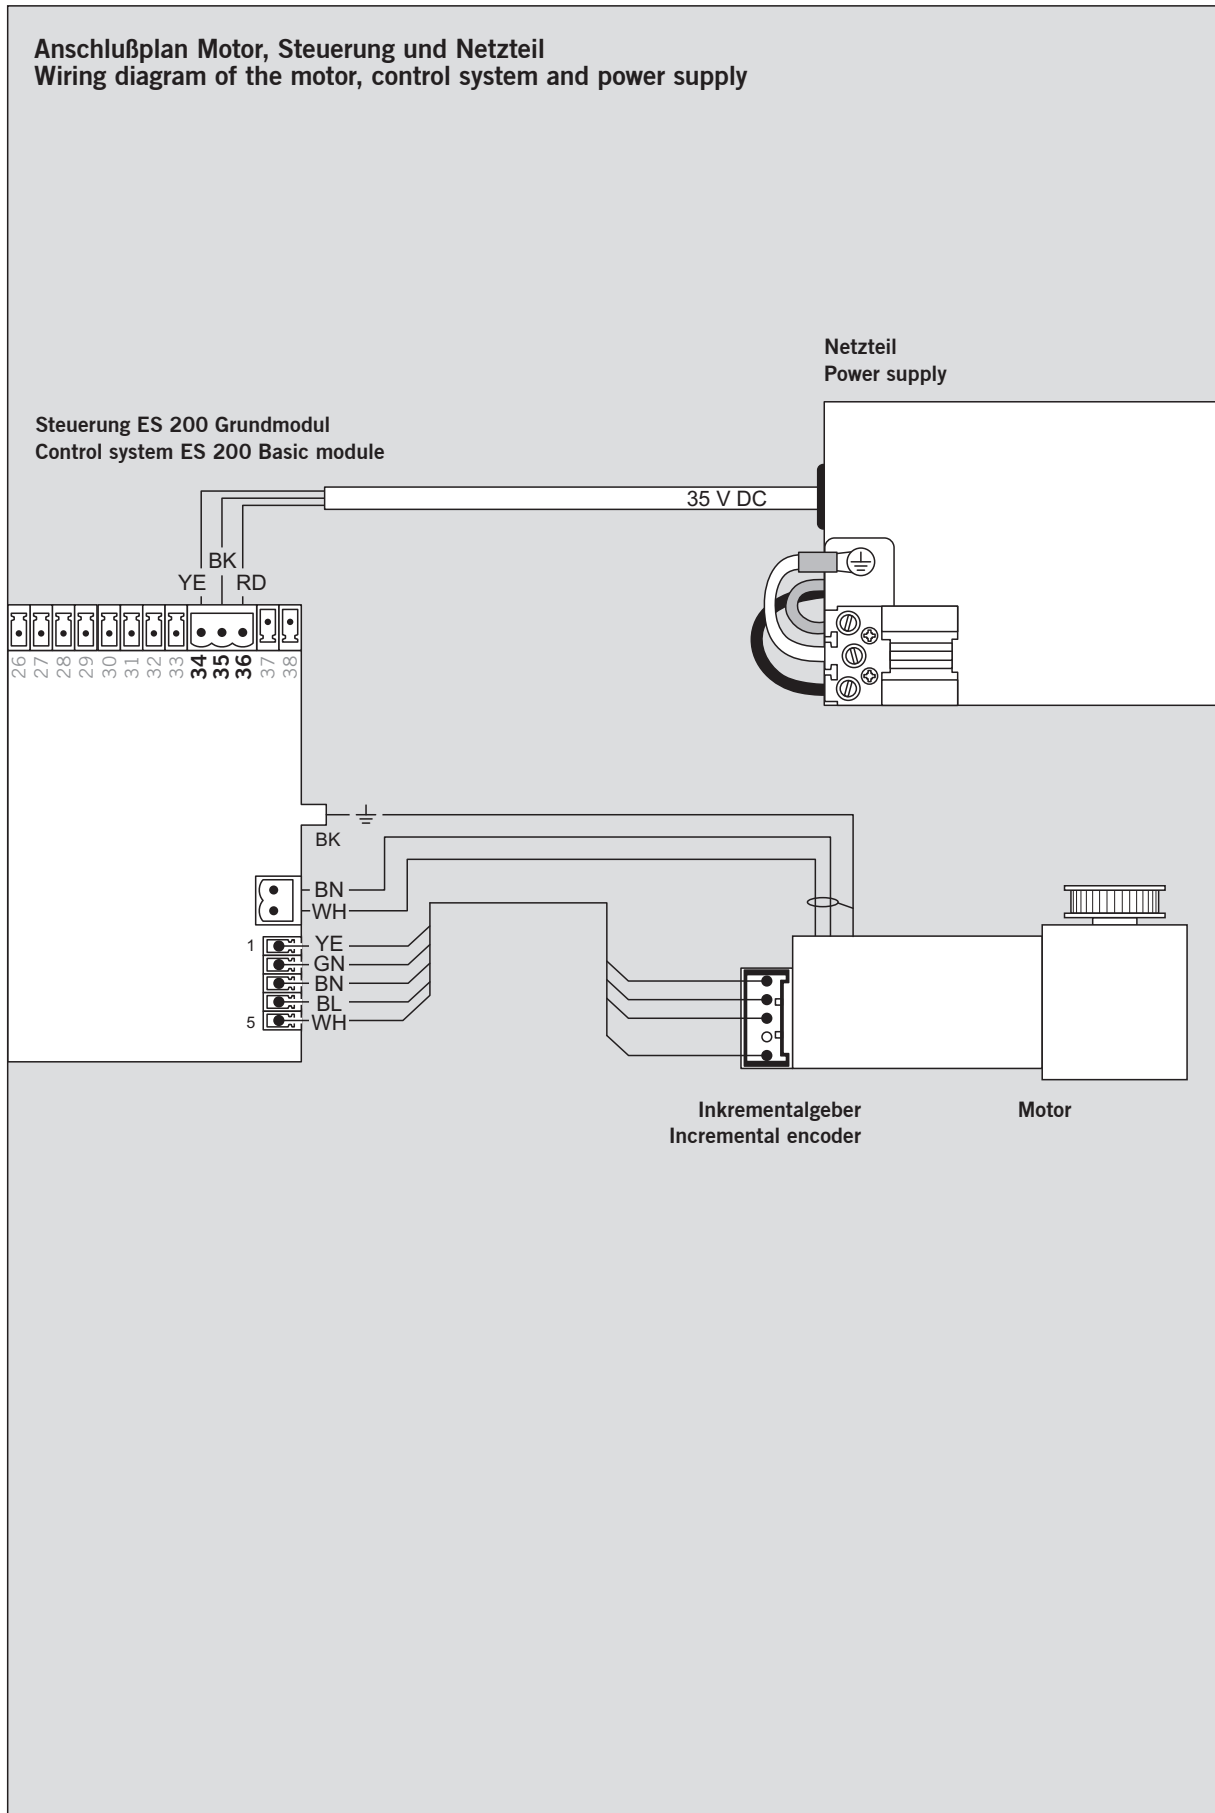 Anschlußplan Motor, Steuerung und Netzteil
Wiring diagram of the motor, control system and power supply
Netzteil
Power supply
Steuerung ES 200 Grundmodul
Control system ES 200 Basic module
35 V DC
BK
YE RD
26 27 28 29 30 31 32 33 34 35 36 37 38
BK
BN
WH
1 YE
GN
BN
BL
5 WH
Inkrementalgeber
Incremental encoder
Motor